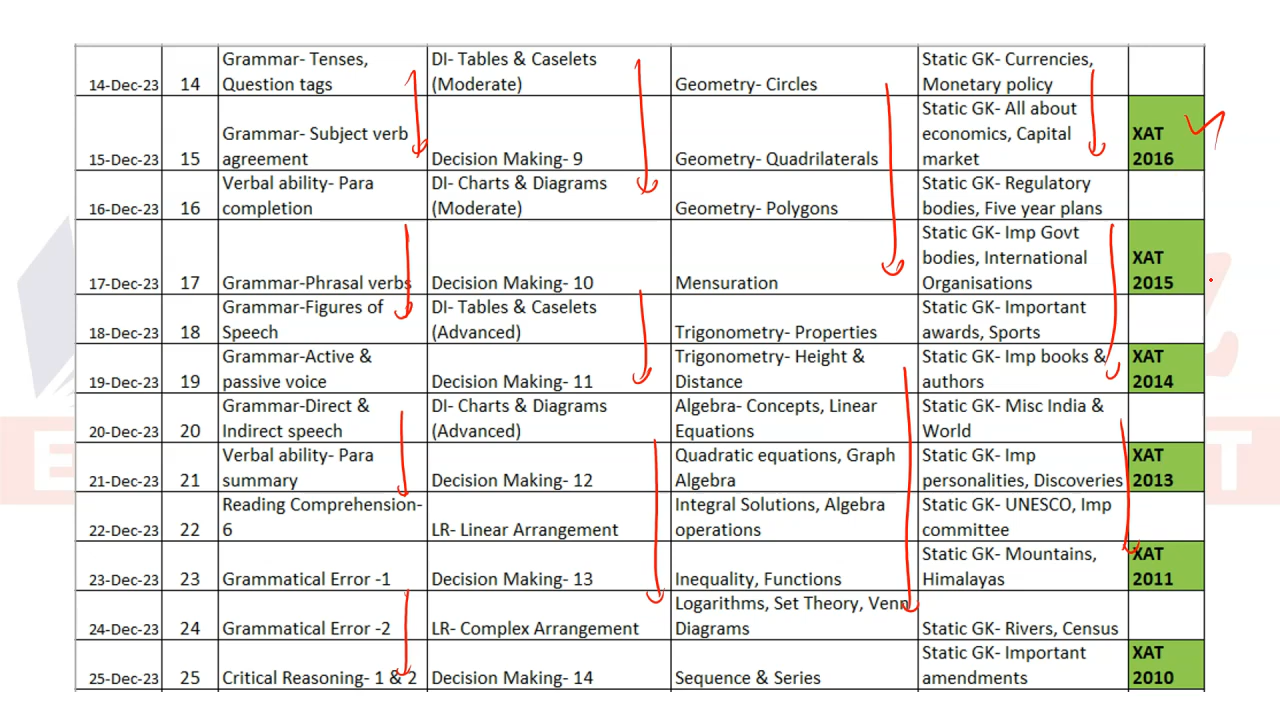 14-Dec-23 14 Grammar- Tenses, Question tags DI- Tables & Caselets (Moderate) Geometry- Circles Static GK- Currencies, Monetary policy
15-Dec-23 15 Grammar- Subject verb agreement Decision Making- 9 Geometry- Quadrilaterals Static GK- All about economics, Capital market XAT 2016
16-Dec-23 16 Verbal ability- Para completion DI- Charts & Diagrams (Moderate) Geometry- Polygons Static GK- Regulatory bodies, Five year plans
17-Dec-23 17 Grammar-Phrasal verbs Decision Making- 10 Mensuration Static GK- Imp Govt bodies, International Organisations XAT 2015
18-Dec-23 18 Grammar-Figures of Speech DI- Tables & Caselets (Advanced) Trigonometry- Properties Static GK- Important awards, Sports
19-Dec-23 19 Grammar-Active & passive voice Decision Making- 11 Trigonometry- Height & Distance Static GK- Imp books & authors XAT 2014
20-Dec-23 20 Grammar-Direct & Indirect speech DI- Charts & Diagrams (Advanced) Algebra- Concepts, Linear Equations Static GK- Misc India & World
21-Dec-23 21 Verbal ability- Para summary Decision Making- 12 Quadratic equations, Graph Algebra Static GK- Imp personalities, Discoveries XAT 2013
22-Dec-23 22 Reading Comprehension- 6 LR- Linear Arrangement Integral Solutions, Algebra operations Static GK- UNESCO, Imp committee
23-Dec-23 23 Grammatical Error -1 Decision Making- 13 Inequality, Functions Static GK- Mountains, Himalayas XAT 2011
24-Dec-23 24 Grammatical Error -2 LR- Complex Arrangement Logarithms, Set Theory, Venn Diagrams Static GK- Rivers, Census
25-Dec-23 25 Critical Reasoning- 1 & 2 Decision Making- 14 Sequence & Series Static GK- Important amendments XAT 2010